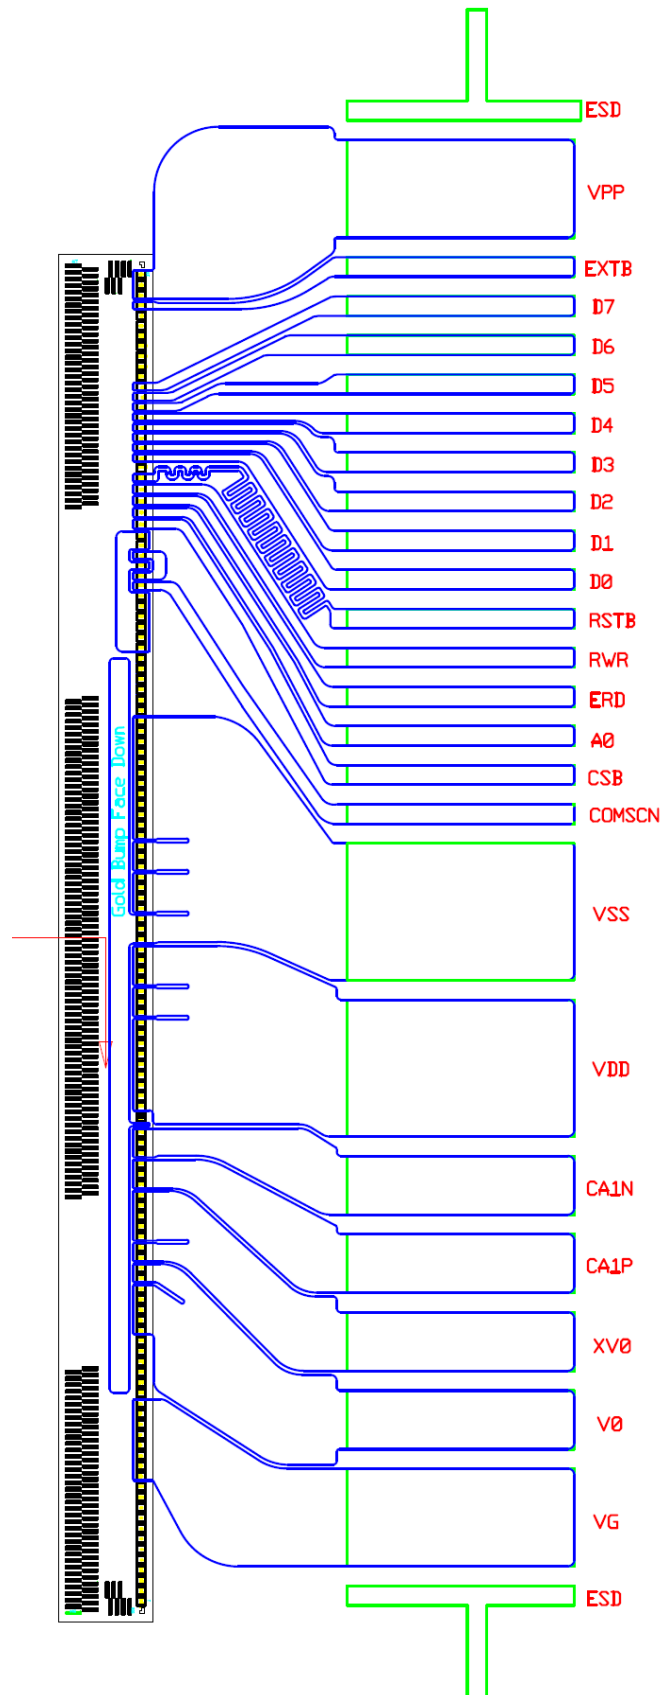 ESD
VPP
EXTB
D7
D6
D5
D4
D3
D2
D1
D0
RSTB
RWR
ERD
A0
CSB
COMSCN
Gold Bump Face Down
VSS
VDD
CA1N
CA1P
XV0
V0
VG
ESD